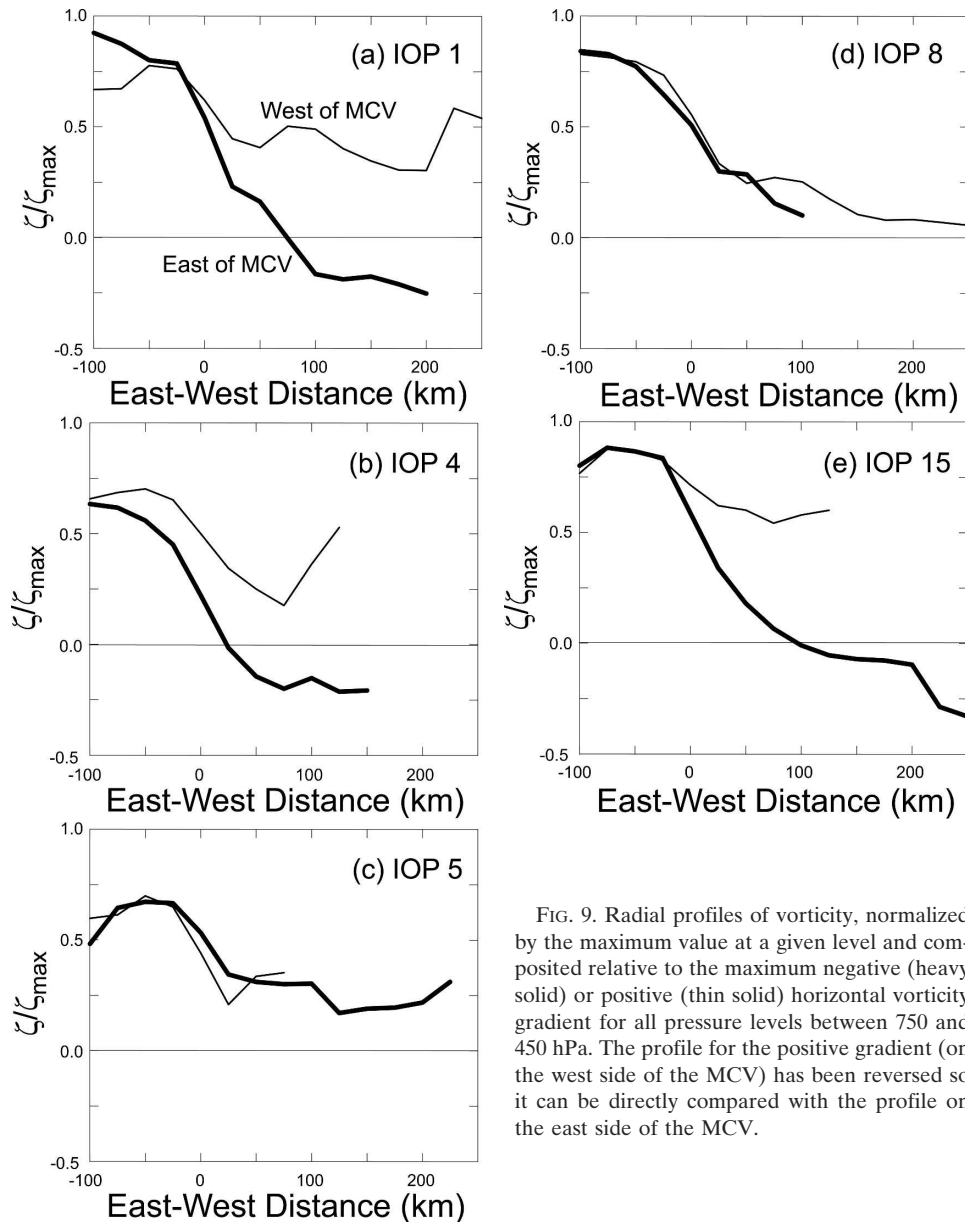 (a) IOP 1
West of MCV
East of MCV
1.0
0.5
0.0
-0.5
ζ/ζmax
-100 0 100 200
East-West Distance (km)
(b) IOP 4
1.0
0.5
0.0
-0.5
ζ/ζmax
-100 0 100 200
East-West Distance (km)
(c) IOP 5
1.0
0.5
0.0
-0.5
ζ/ζmax
-100 0 100 200
East-West Distance (km)
(d) IOP 8
1.0
0.5
0.0
-0.5
ζ/ζmax
-100 0 100 200
East-West Distance (km)
(e) IOP 15
1.0
0.5
0.0
-0.5
ζ/ζmax
-100 0 100 200
East-West Distance (km)
FIG. 9. Radial profiles of vorticity, normalized
by the maximum value at a given level and com-
posited relative to the maximum negative (heavy
solid) or positive (thin solid) horizontal vorticity
gradient for all pressure levels between 750 and
450 hPa. The profile for the positive gradient (on
the west side of the MCV) has been reversed so
it can be directly compared with the profile on
the east side of the MCV.